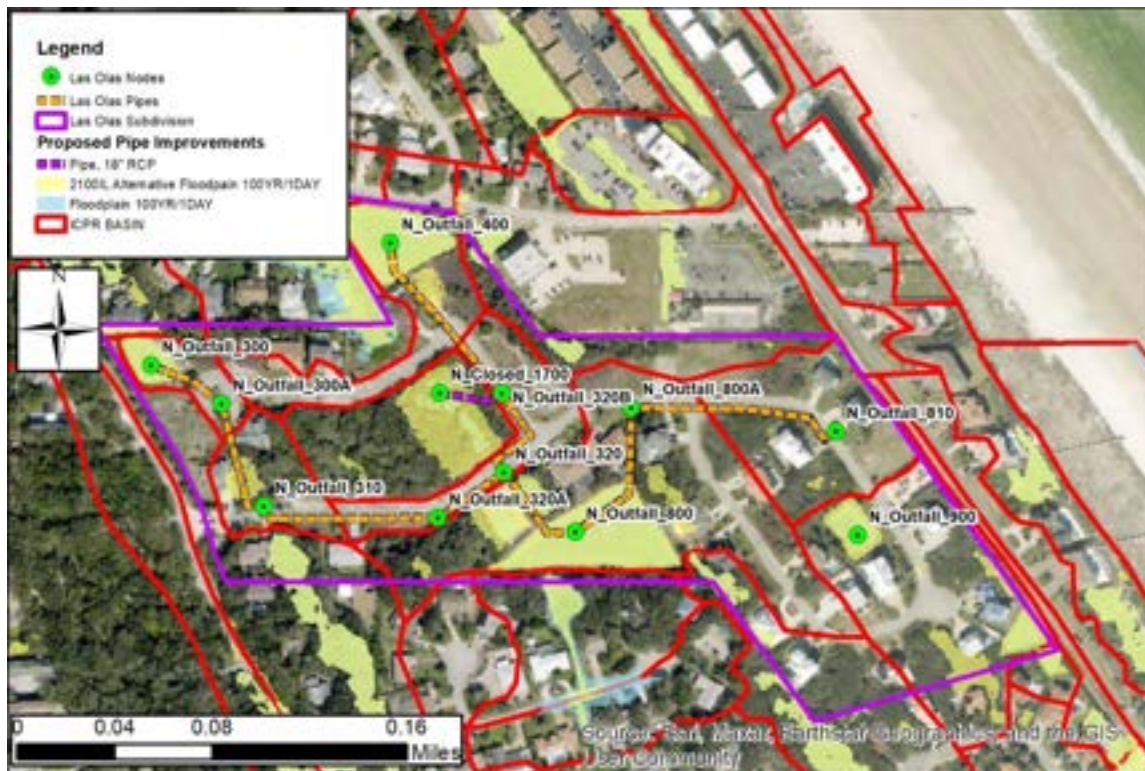 Legend
Las Olas Nodes
Las Olas Pipes
Las Olas Subdivision
Proposed Pipe Improvements
Pipe, 18" RCP
2100IL Alternative Floodpain 100YR/1DAY
Floodplain 100YR/1DAY
ICPR BASIN
N
N_Outfall_400
N_Outfall_300
N_Outfall_300A
N_Closed_1700
N_Outfall_320B
N_Outfall_800A
N_Outfall_810
N_Outfall_320
N_Outfall_310
N_Outfall_320A
N_Outfall_800
N_Outfall_900
0 0.04 0.08 0.16
Miles
Source: Esri, Maxar, Earthstar Geographics, and the GIS
User Community